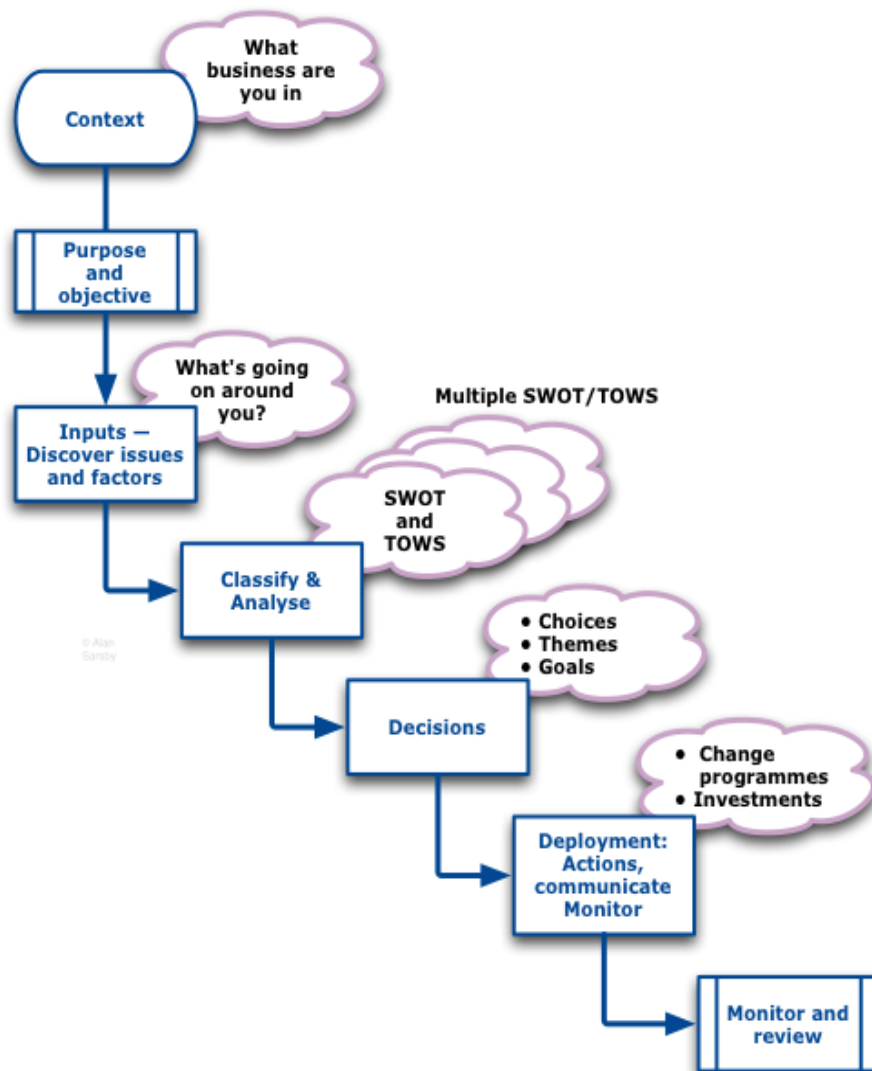 What
business are
you in
Context
Purpose
and
objective
What's going
on around
you?
Inputs —
Discover issues
and factors
Multiple SWOT/TOWS
SWOT
and
TOWS
Classify &
Analyse
© Alan
Sarsby
• Choices
• Themes
• Goals
Decisions
• Change
programmes
• Investments
Deployment:
Actions,
communicate
Monitor
Monitor and
review